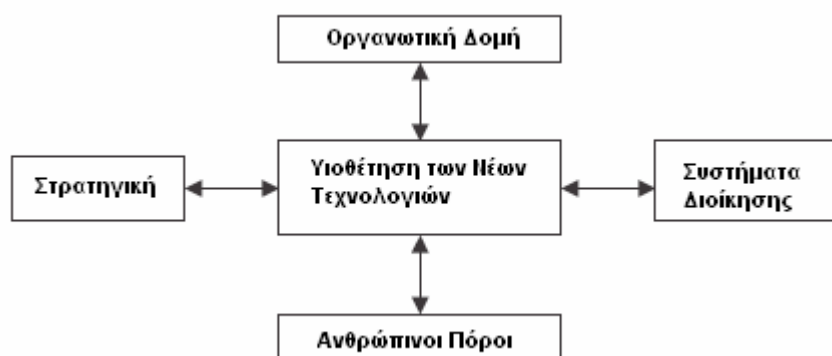 Οργανωτική Δομή
Στρατηγική
Υιοθέτηση των Νέων
Τεχνολογιών
Συστήματα
Διοίκησης
Ανθρώπινοι Πόροι